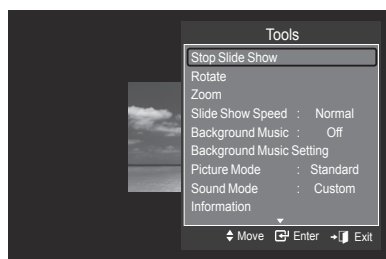 Tools
Stop Slide Show
Rotate
Zoom
Slide Show Speed : Normal
Background Music : Off
Background Music Setting
Picture Mode : Standard
Sound Mode : Custom
Information
Move Enter Exit